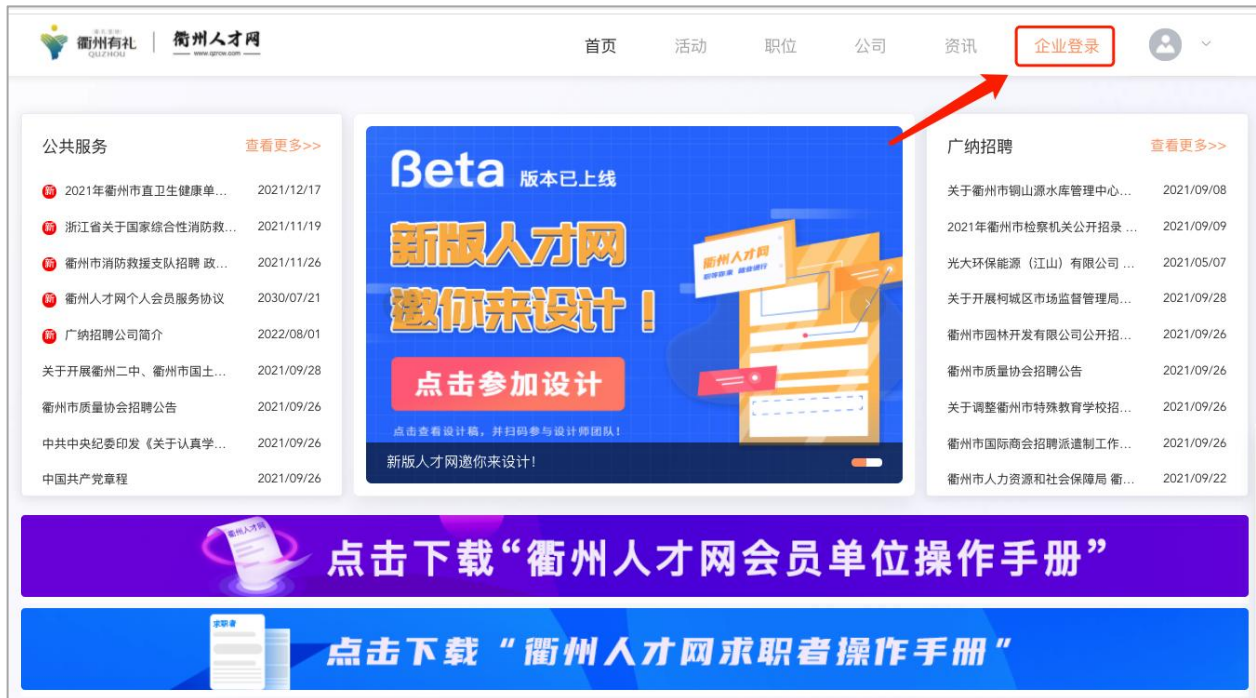 衢州有礼
QUZHOU
衢州人才网
www.qzrcw.com
首页
活动
职位
公司
资讯
企业登录
公共服务
查看更多>>
新 2021年衢州市直卫生健康单... 2021/12/17
新 浙江省关于国家综合性消防救... 2021/11/19
新 衢州市消防救援支队招聘 政... 2021/11/26
新 衢州人才网个人会员服务协议 2030/07/21
新 广纳招聘公司简介 2022/08/01
关于开展衢州二中、衢州市国土... 2021/09/28
衢州市质量协会招聘公告 2021/09/26
中共中央纪委印发《关于认真学... 2021/09/26
中国共产党章程 2021/09/26
Beta 版本已上线
新版人才网
邀你来设计！
点击参加设计
点击查看设计稿，并扫码参与设计师团队！
新版人才网邀你来设计！
衢州人才网
广纳招聘
查看更多>>
关于衢州市铜山源水库管理中心... 2021/09/08
2021年衢州市检察机关公开招录 ... 2021/09/09
光大环保能源（江山）有限公司 ... 2021/05/07
关于开展柯城区市场监督管理局... 2021/09/28
衢州市园林开发有限公司公开招... 2021/09/26
衢州市质量协会招聘公告 2021/09/26
关于调整衢州市特殊教育学校招... 2021/09/26
衢州市国际商会招聘派遣制工作... 2021/09/26
衢州市人力资源和社会保障局 衢... 2021/09/22
衢州人才网
点击下载“衢州人才网会员单位操作手册”
求职者
点击下载“衢州人才网求职者操作手册”